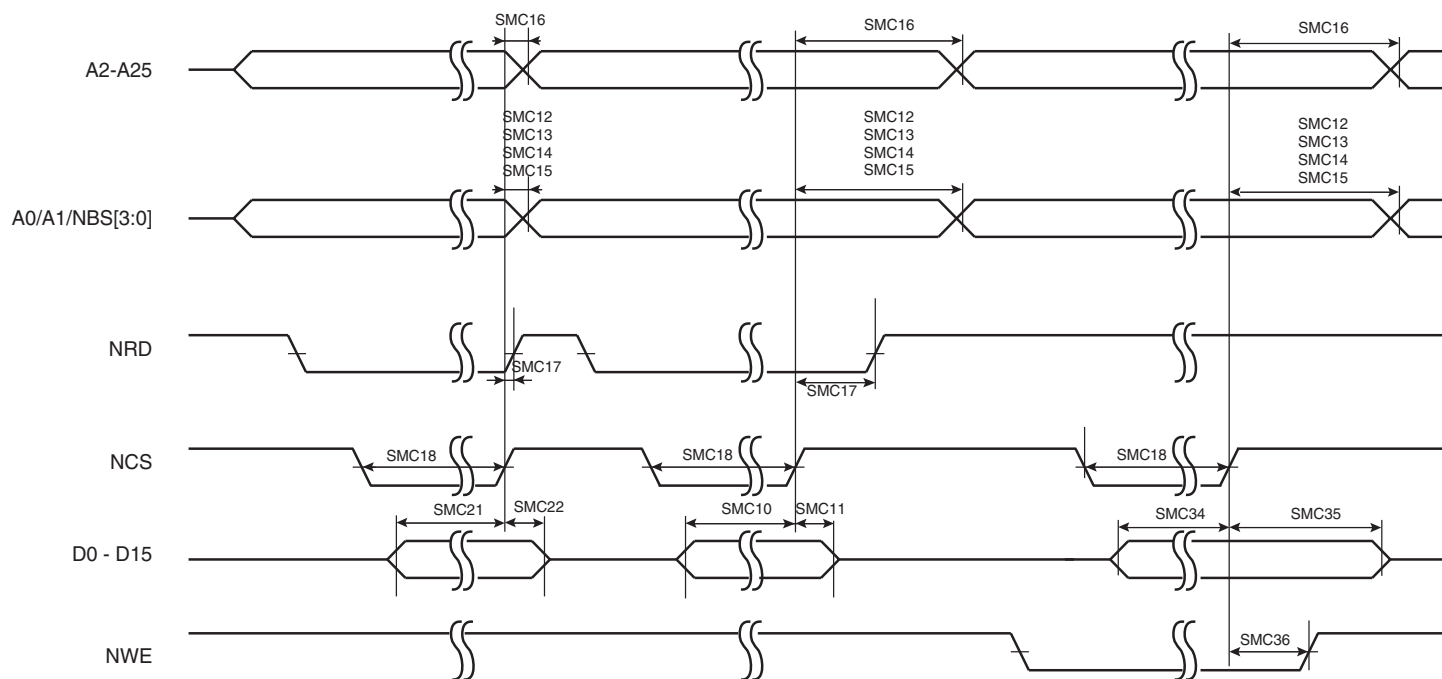 SMC16
SMC16
SMC16
A2-A25
SMC12
SMC13
SMC14
SMC15
SMC12
SMC13
SMC14
SMC15
SMC12
SMC13
SMC14
SMC15
A0/A1/NBS[3:0]
NRD
SMC17
SMC17
NCS
SMC18
SMC18
SMC18
SMC21
SMC22
SMC10
SMC11
SMC34
SMC35
D0 - D15
NWE
SMC36